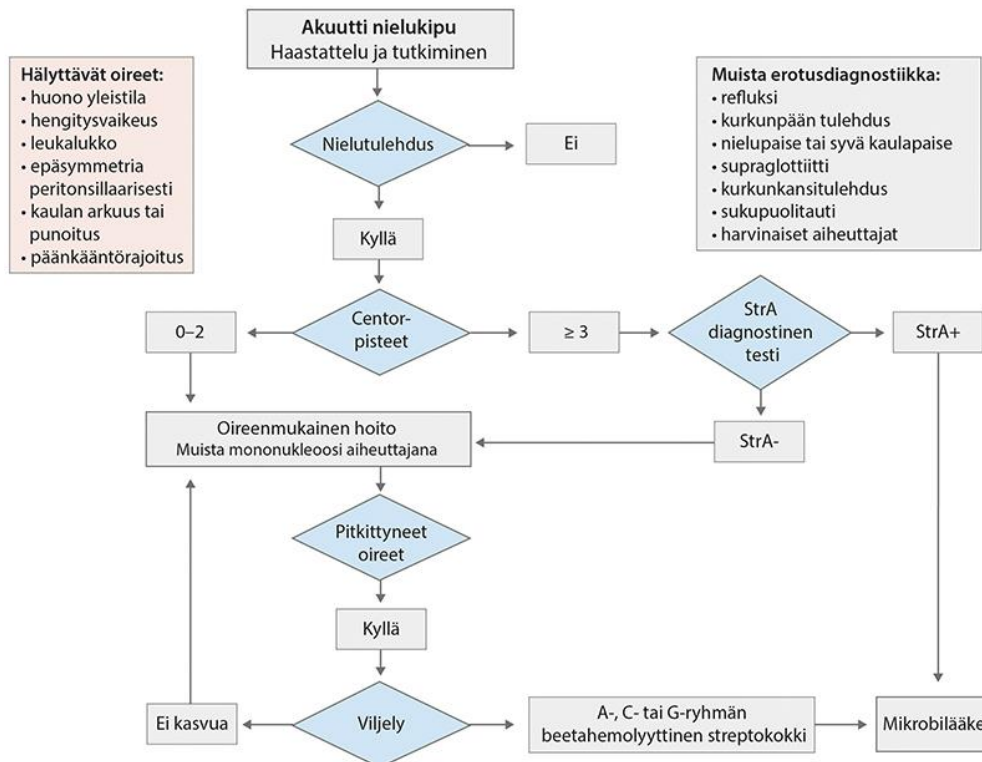 Akuutti nielukipu
Haastattelu ja tutkiminen
Hälyttävät oireet:
• huono yleistila
• hengitysvaikeus
• leukalukko
• epäsymmetria
peritonsillaarisesti
• kaulan arkuus tai
punoitus
• päänkääntörajoitus
Muista erotusdiagnostiikka:
• refluksi
• kurkunpään tulehdus
• nielupaise tai syvä kaulapaise
• supraglottiitti
• kurkunkansitulehdus
• sukupuolitauti
• harvinaiset aiheuttajat
Nielutulehdus
Ei
Kyllä
0–2
Centor-
pisteet
≥ 3
StrA
diagnostinen
testi
StrA+
Oireenmukainen hoito
Muista mononukleoosi aiheuttajana
StrA-
Pitkittyneet
oireet
Kyllä
Ei kasvua
Viljely
A-, C- tai G-ryhmän
beetahemolyyttinen streptokokki
Mikrobilääke